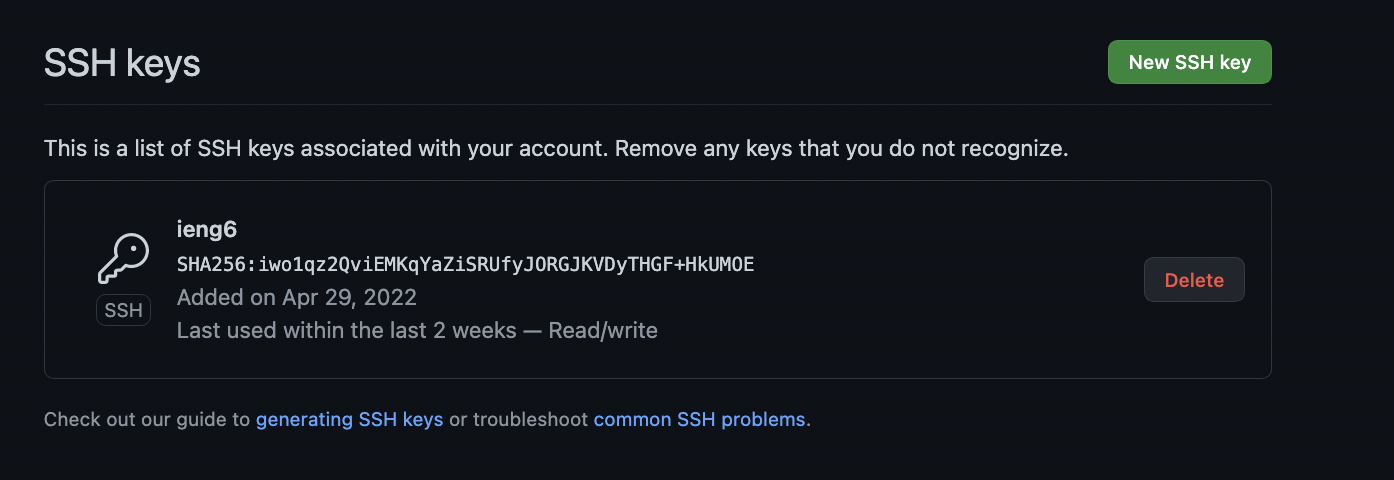 SSH keys
New SSH key
This is a list of SSH keys associated with your account. Remove any keys that you do not recognize.
ieng6
SHA256:iwo1qz2QviEMKqYaZiSRUfyJORGJKVDyTHGF+HkUMOE
Added on Apr 29, 2022
Last used within the last 2 weeks — Read/write
SSH
Delete
Check out our guide to generating SSH keys or troubleshoot common SSH problems.